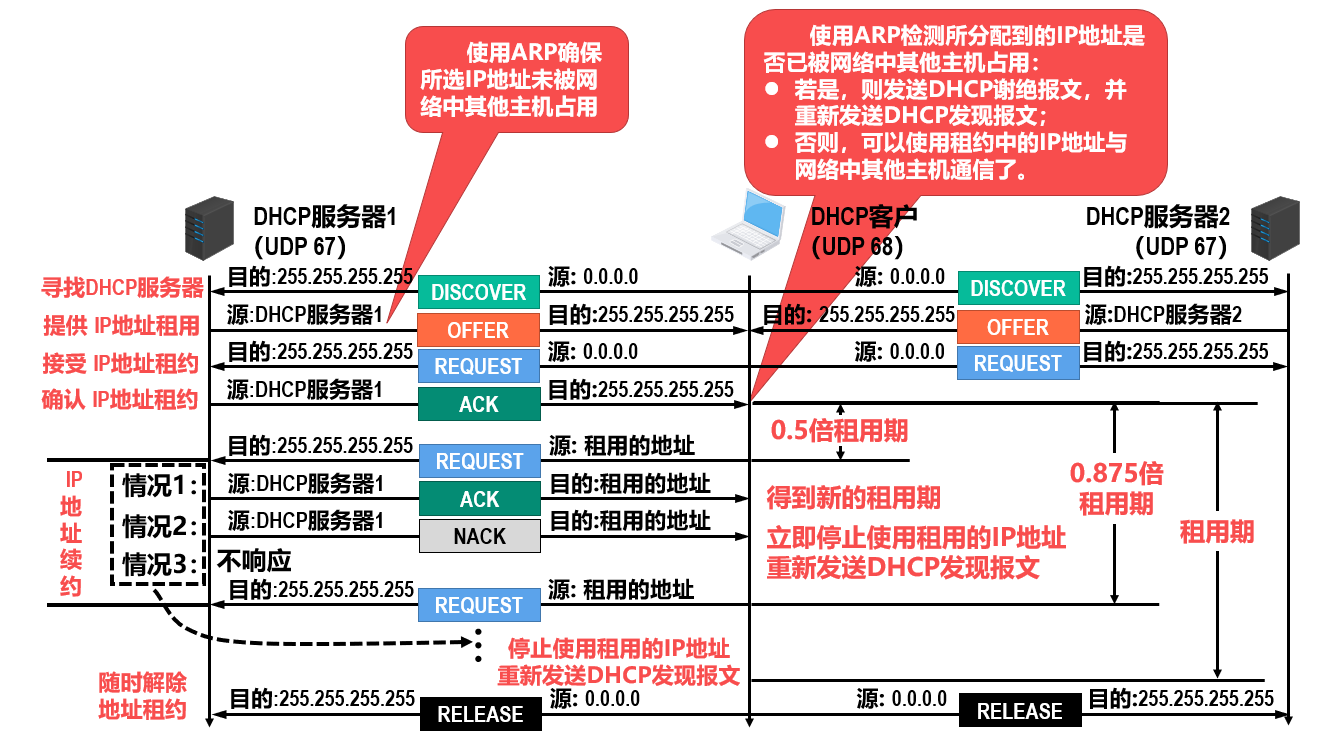 使用ARP确保
所选IP地址未被网
络中其他主机占用
使用ARP检测所分配到的IP地址是
否已被网络中其他主机占用：
● 若是，则发送DHCP谢绝报文，并
重新发送DHCP发现报文；
● 否则，可以使用租约中的IP地址与
网络中其他主机通信了。
DHCP服务器1
（UDP 67）
DHCP客户
（UDP 68）
DHCP服务器2
（UDP 67）
寻找DHCP服务器
目的:255.255.255.255
DISCOVER
源: 0.0.0.0
源: 0.0.0.0
DISCOVER
目的:255.255.255.255
提供 IP地址租用
源:DHCP服务器1
OFFER
目的:255.255.255.255
目的: 255.255.255.255
OFFER
源:DHCP服务器2
接受 IP地址租约
目的:255.255.255.255
REQUEST
源: 0.0.0.0
源: 0.0.0.0
REQUEST
目的:255.255.255.255
确认 IP地址租约
源:DHCP服务器1
ACK
目的:255.255.255.255
0.5倍租用期
0.875倍
租用期
租用期
IP
地
址
续
约
目的:255.255.255.255
REQUEST
源: 租用的地址
情况1：
源:DHCP服务器1
ACK
目的:租用的地址
得到新的租用期
情况2：
源:DHCP服务器1
NACK
目的:租用的地址
立即停止使用租用的IP地址
重新发送DHCP发现报文
情况3：
不响应
目的:255.255.255.255
REQUEST
源: 租用的地址
停止使用租用的IP地址
重新发送DHCP发现报文
随时解除
地址租约
目的:255.255.255.255
RELEASE
源: 0.0.0.0
源: 0.0.0.0
RELEASE
目的:255.255.255.255